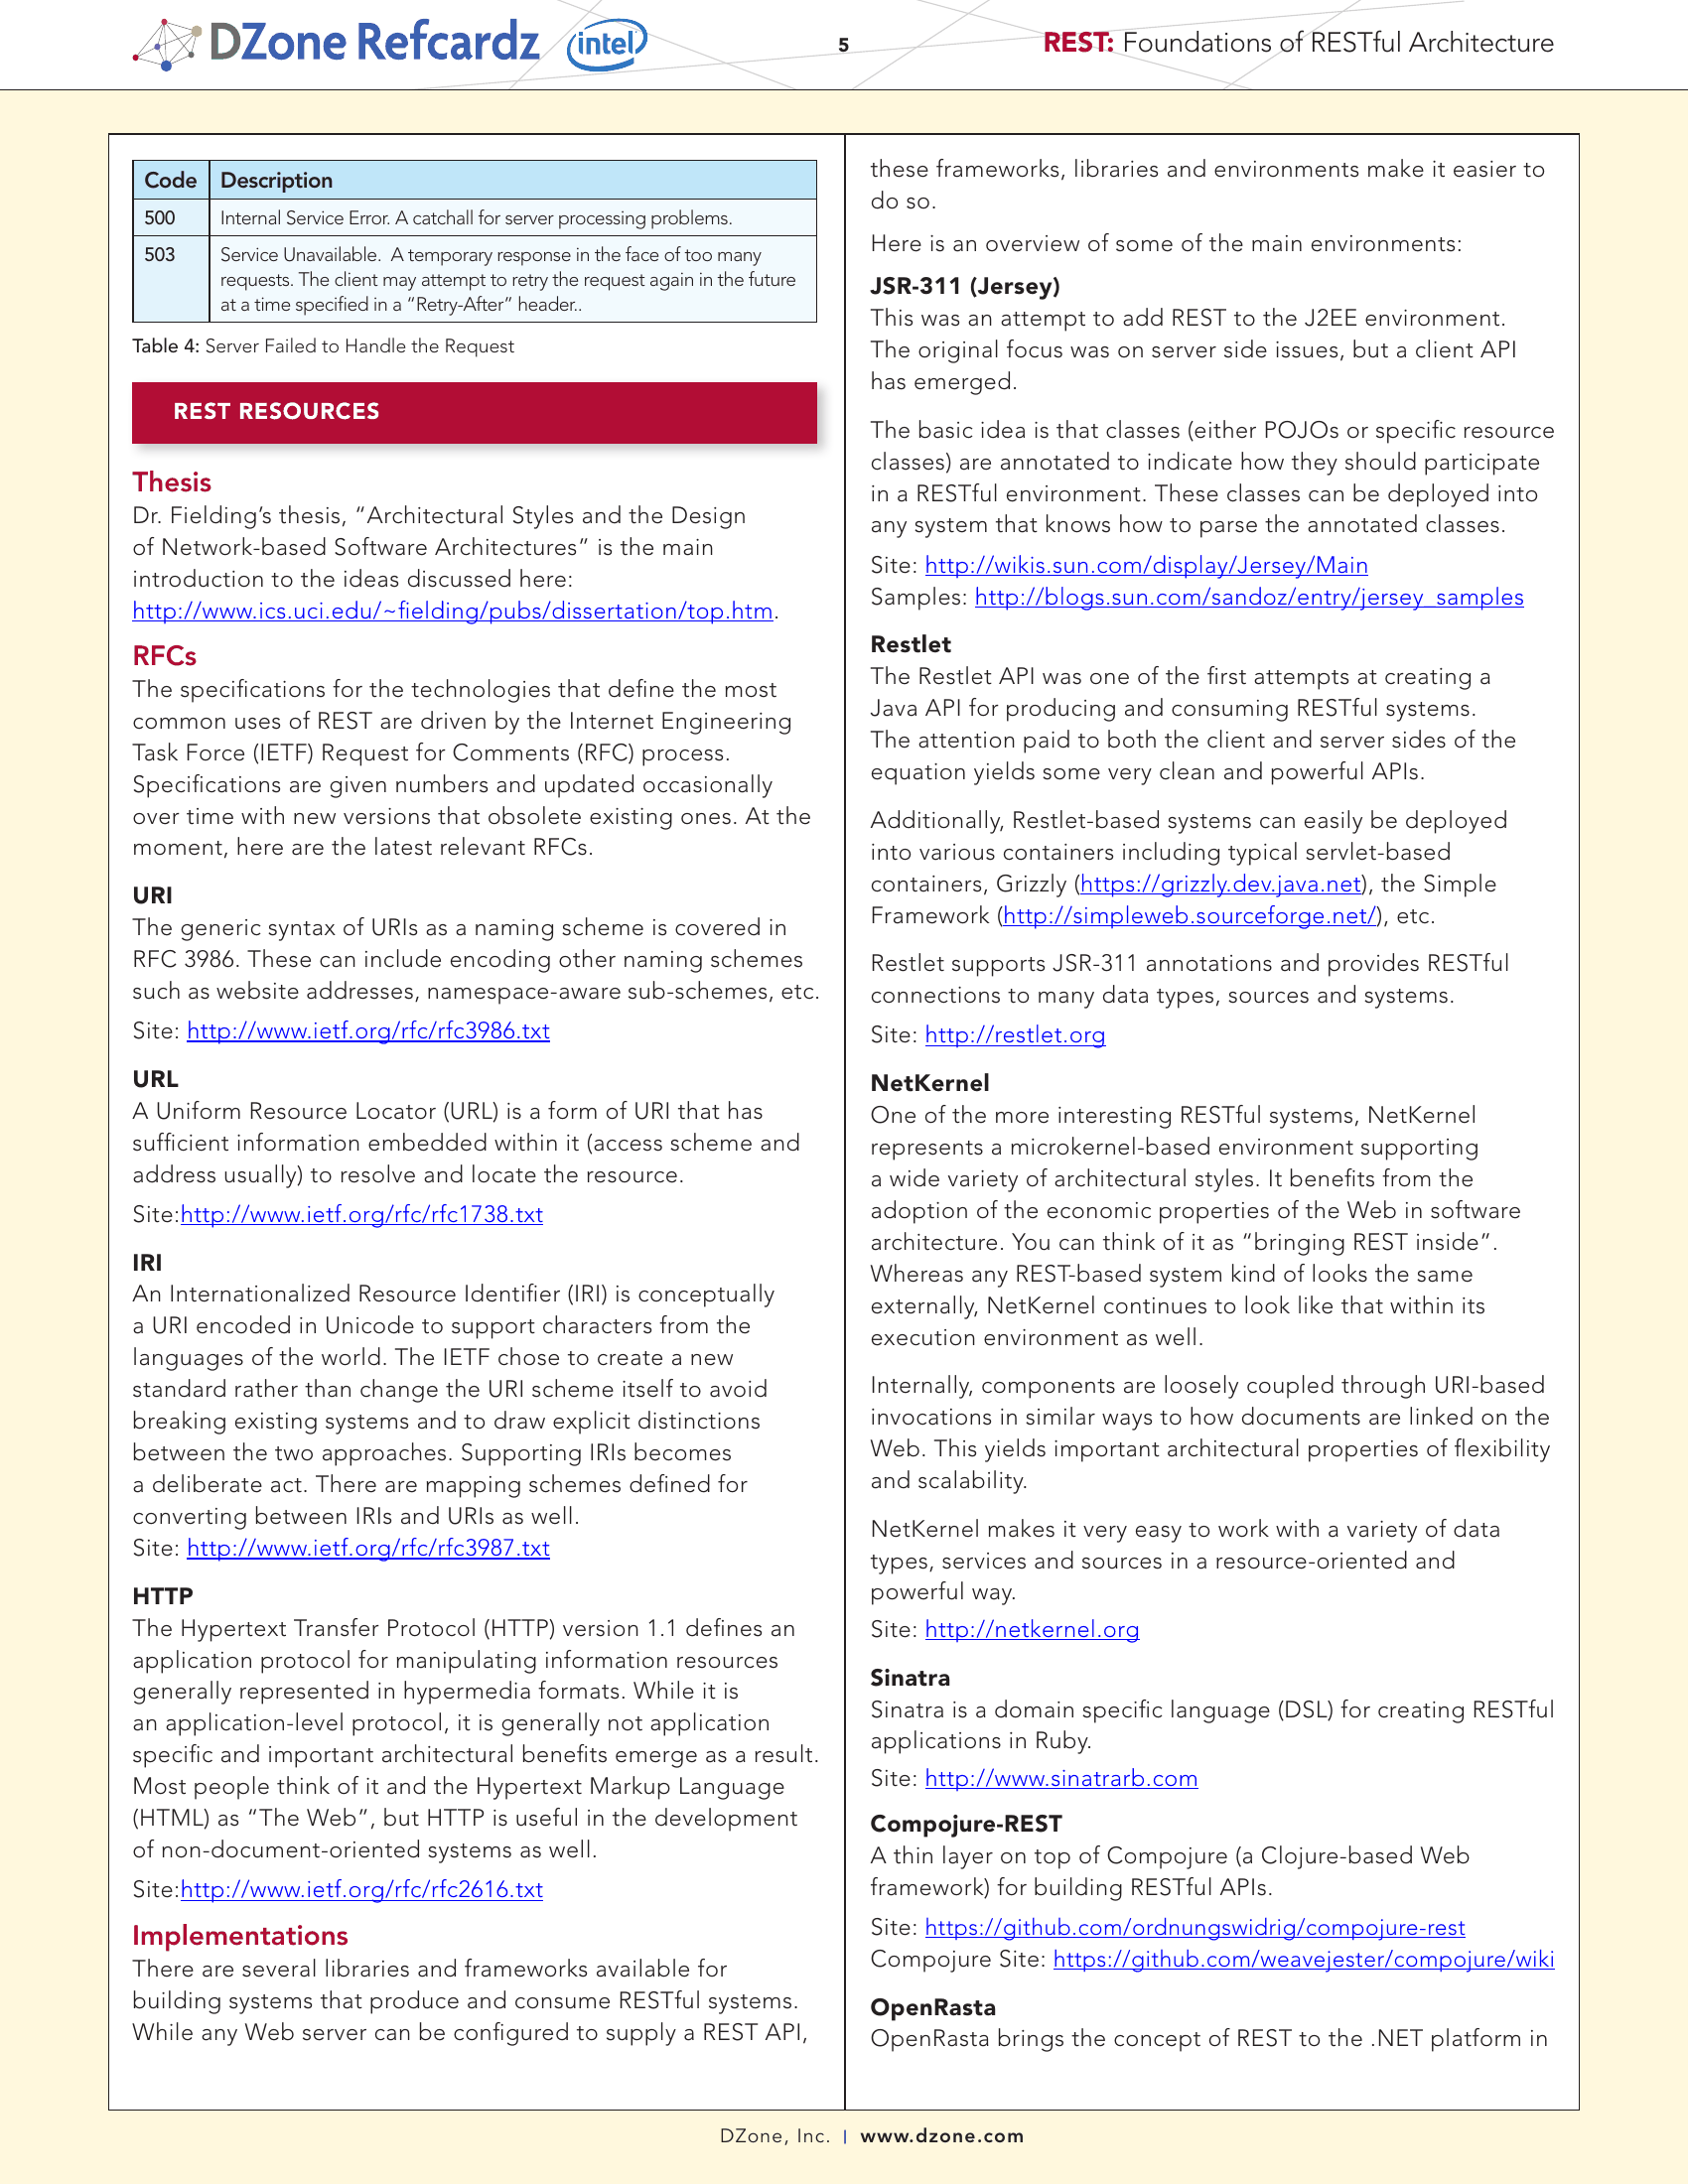 DZone Refcardz
intel
5
REST: Foundations of RESTful Architecture
Code Description
500 Internal Service Error. A catchall for server processing problems.
503 Service Unavailable. A temporary response in the face of too many
requests. The client may attempt to retry the request again in the future
at a time specified in a “Retry-After” header..
Table 4: Server Failed to Handle the Request
REST RESOURCES
Thesis
Dr. Fielding’s thesis, “Architectural Styles and the Design
of Network-based Software Architectures” is the main
introduction to the ideas discussed here:
http://www.ics.uci.edu/~fielding/pubs/dissertation/top.htm.
RFCs
The specifications for the technologies that define the most
common uses of REST are driven by the Internet Engineering
Task Force (IETF) Request for Comments (RFC) process.
Specifications are given numbers and updated occasionally
over time with new versions that obsolete existing ones. At the
moment, here are the latest relevant RFCs.
URI
The generic syntax of URIs as a naming scheme is covered in
RFC 3986. These can include encoding other naming schemes
such as website addresses, namespace-aware sub-schemes, etc.
Site: http://www.ietf.org/rfc/rfc3986.txt
URL
A Uniform Resource Locator (URL) is a form of URI that has
sufficient information embedded within it (access scheme and
address usually) to resolve and locate the resource.
Site:http://www.ietf.org/rfc/rfc1738.txt
IRI
An Internationalized Resource Identifier (IRI) is conceptually
a URI encoded in Unicode to support characters from the
languages of the world. The IETF chose to create a new
standard rather than change the URI scheme itself to avoid
breaking existing systems and to draw explicit distinctions
between the two approaches. Supporting IRIs becomes
a deliberate act. There are mapping schemes defined for
converting between IRIs and URIs as well.
Site: http://www.ietf.org/rfc/rfc3987.txt
HTTP
The Hypertext Transfer Protocol (HTTP) version 1.1 defines an
application protocol for manipulating information resources
generally represented in hypermedia formats. While it is
an application-level protocol, it is generally not application
specific and important architectural benefits emerge as a result.
Most people think of it and the Hypertext Markup Language
(HTML) as “The Web”, but HTTP is useful in the development
of non-document-oriented systems as well.
Site:http://www.ietf.org/rfc/rfc2616.txt
Implementations
There are several libraries and frameworks available for
building systems that produce and consume RESTful systems.
While any Web server can be configured to supply a REST API,
these frameworks, libraries and environments make it easier to
do so.
Here is an overview of some of the main environments:
JSR-311 (Jersey)
This was an attempt to add REST to the J2EE environment.
The original focus was on server side issues, but a client API
has emerged.
The basic idea is that classes (either POJOs or specific resource
classes) are annotated to indicate how they should participate
in a RESTful environment. These classes can be deployed into
any system that knows how to parse the annotated classes.
Site: http://wikis.sun.com/display/Jersey/Main
Samples: http://blogs.sun.com/sandoz/entry/jersey_samples
Restlet
The Restlet API was one of the first attempts at creating a
Java API for producing and consuming RESTful systems.
The attention paid to both the client and server sides of the
equation yields some very clean and powerful APIs.
Additionally, Restlet-based systems can easily be deployed
into various containers including typical servlet-based
containers, Grizzly (https://grizzly.dev.java.net), the Simple
Framework (http://simpleweb.sourceforge.net/), etc.
Restlet supports JSR-311 annotations and provides RESTful
connections to many data types, sources and systems.
Site: http://restlet.org
NetKernel
One of the more interesting RESTful systems, NetKernel
represents a microkernel-based environment supporting
a wide variety of architectural styles. It benefits from the
adoption of the economic properties of the Web in software
architecture. You can think of it as “bringing REST inside”.
Whereas any REST-based system kind of looks the same
externally, NetKernel continues to look like that within its
execution environment as well.
Internally, components are loosely coupled through URI-based
invocations in similar ways to how documents are linked on the
Web. This yields important architectural properties of flexibility
and scalability.
NetKernel makes it very easy to work with a variety of data
types, services and sources in a resource-oriented and
powerful way.
Site: http://netkernel.org
Sinatra
Sinatra is a domain specific language (DSL) for creating RESTful
applications in Ruby.
Site: http://www.sinatrarb.com
Compojure-REST
A thin layer on top of Compojure (a Clojure-based Web
framework) for building RESTful APIs.
Site: https://github.com/ordnungswidrig/compojure-rest
Compojure Site: https://github.com/weavejester/compojure/wiki
OpenRasta
OpenRasta brings the concept of REST to the .NET platform in
DZone, Inc. | www.dzone.com